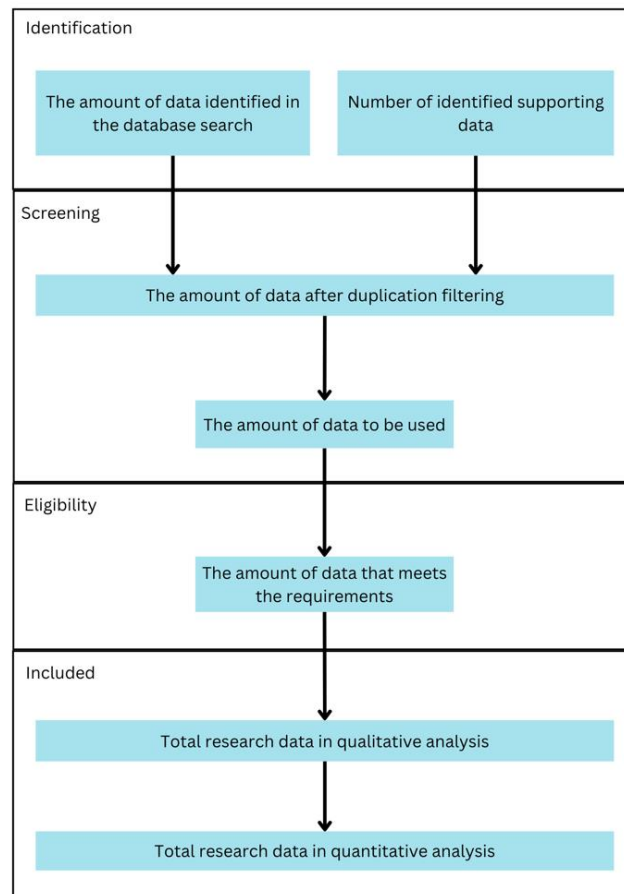 Identification
The amount of data identified in
the database search
Number of identified supporting
data
Screening
The amount of data after duplication filtering
The amount of data to be used
Eligibility
The amount of data that meets
the requirements
Included
Total research data in qualitative analysis
Total research data in quantitative analysis